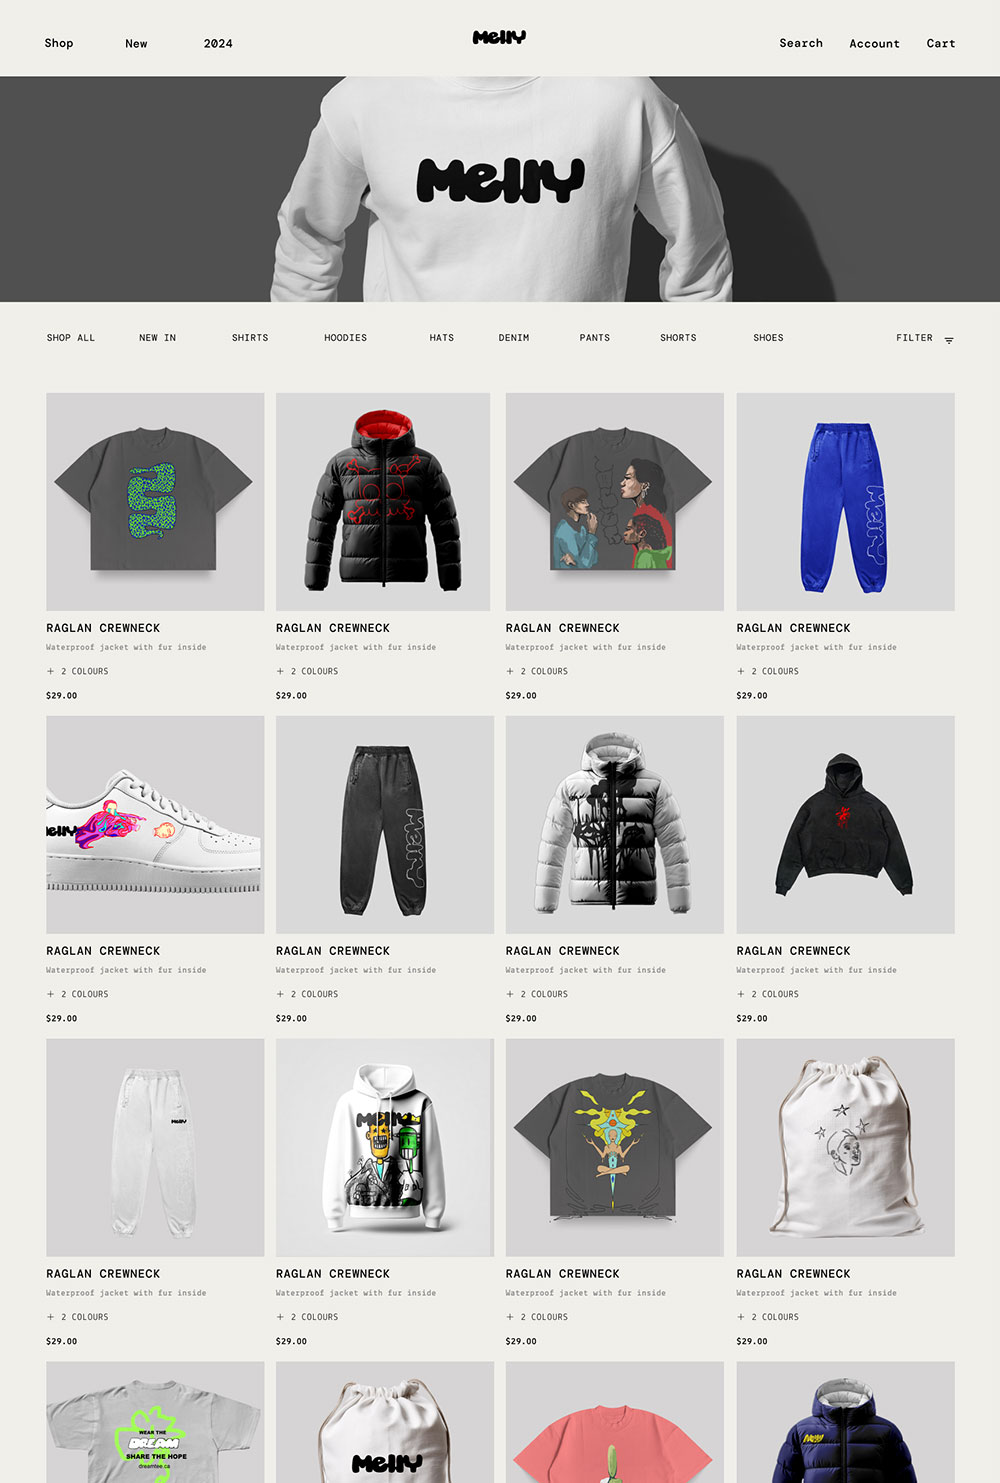 Shop New 2024 Melly Search Account Cart
Melly
SHOP ALL NEW IN SHIRTS HOODIES HATS DENIM PANTS SHORTS SHOES FILTER
Melly
RAGLAN CREWNECK RAGLAN CREWNECK RAGLAN CREWNECK RAGLAN CREWNECK
Waterproof jacket with fur inside Waterproof jacket with fur inside Waterproof jacket with fur inside Waterproof jacket with fur inside
+ 2 COLOURS + 2 COLOURS + 2 COLOURS + 2 COLOURS
$29.00 $29.00 $29.00 $29.00
elly Melly
RAGLAN CREWNECK RAGLAN CREWNECK RAGLAN CREWNECK RAGLAN CREWNECK
Waterproof jacket with fur inside Waterproof jacket with fur inside Waterproof jacket with fur inside Waterproof jacket with fur inside
+ 2 COLOURS + 2 COLOURS + 2 COLOURS + 2 COLOURS
$29.00 $29.00 $29.00 $29.00
Melly Melly
RAGLAN CREWNECK RAGLAN CREWNECK RAGLAN CREWNECK RAGLAN CREWNECK
Waterproof jacket with fur inside Waterproof jacket with fur inside Waterproof jacket with fur inside Waterproof jacket with fur inside
+ 2 COLOURS + 2 COLOURS + 2 COLOURS + 2 COLOURS
$29.00 $29.00 $29.00 $29.00
WEAR THE
DREAM
SHARE THE HOPE
dreamtee.ca
Melly
Melly